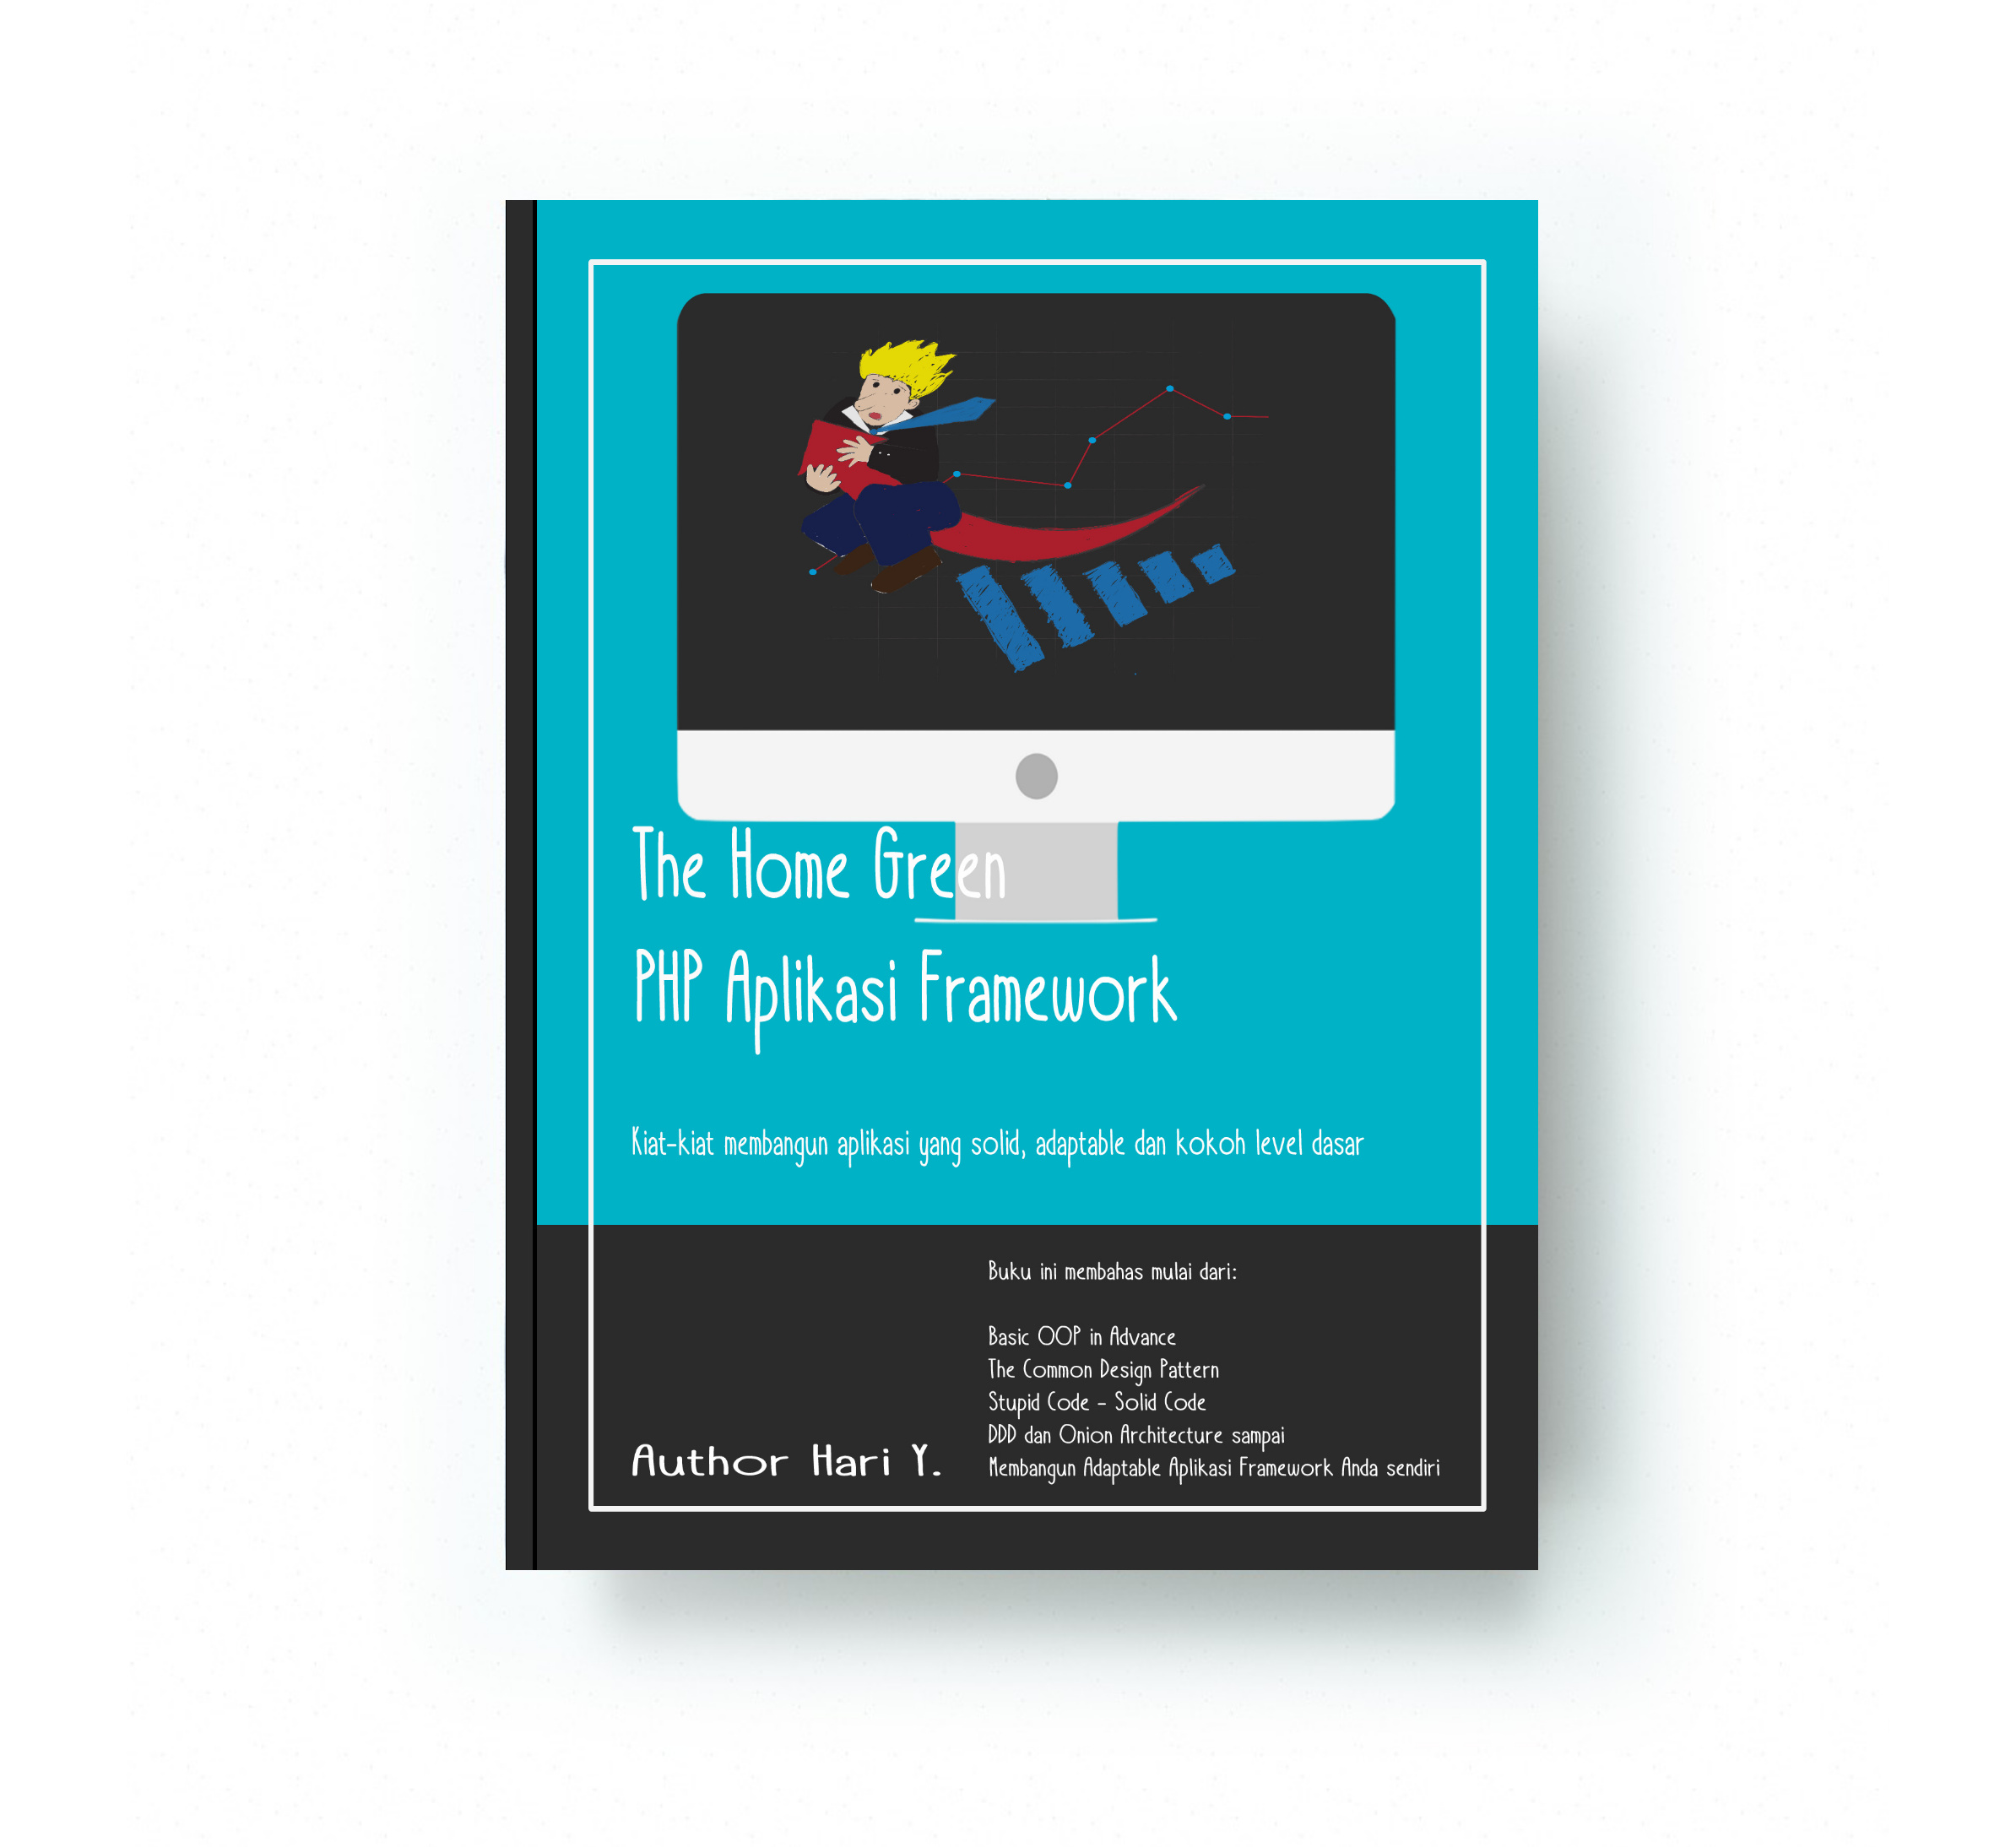 The Home Green
PHP Aplikasi Framework
Kiat-kiat membangun aplikasi yang solid, adaptable dan kokoh level dasar
Buku ini membahas mulai dari:
Basic OOP in Advance
The Common Design Pattern
Stupid Code - Solid Code
DDD dan Onion Architecture sampai
Membangun Adaptable Aplikasi Framework Anda sendiri
Author Hari Y.